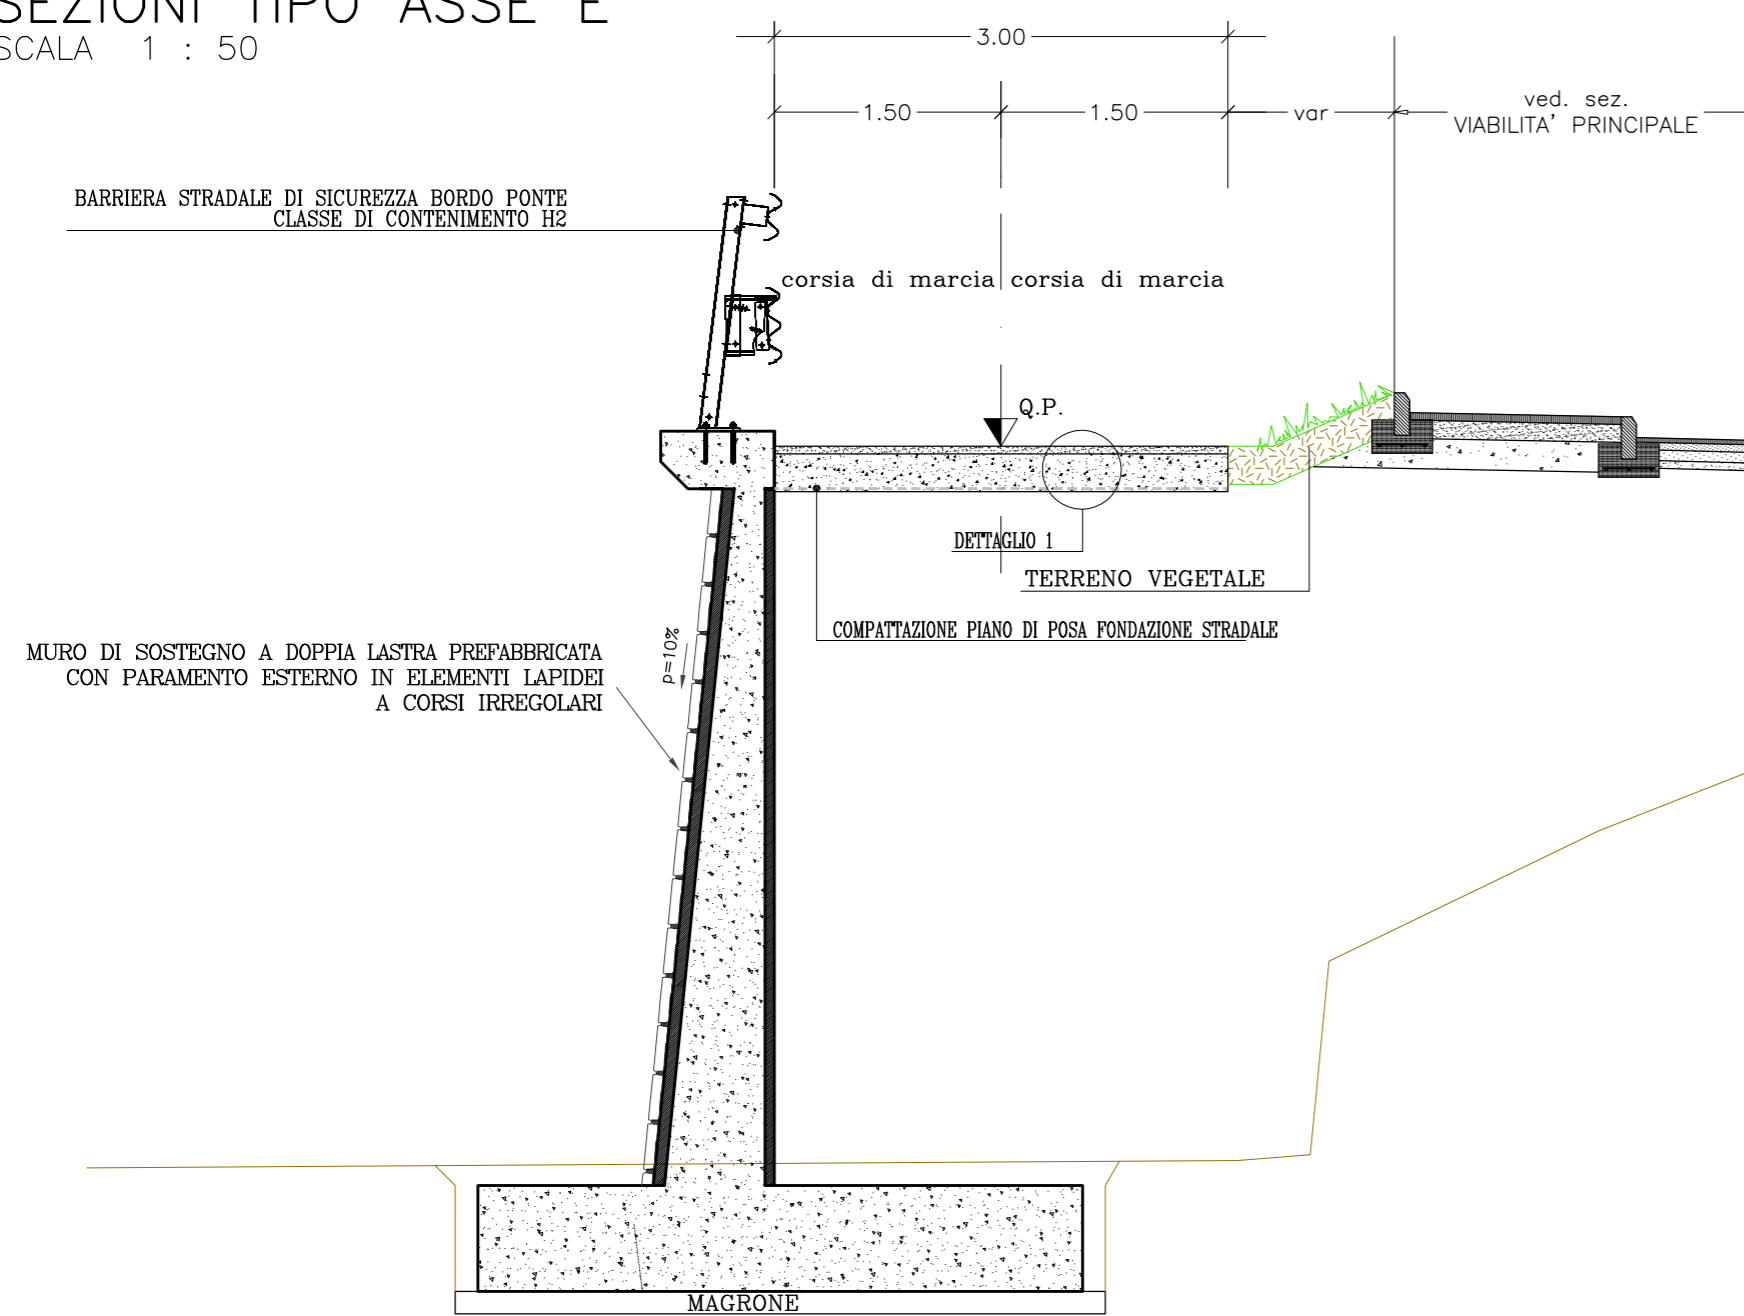 SEZIONI TIPO ASSE E
SCALA 1 : 50
3.00
1.50
1.50
var
ved. sez.
VIABILITA' PRINCIPALE
BARRIERA STRADALE DI SICUREZZA BORDO PONTE
CLASSE DI CONTENIMENTO H2
corsia di marcia
corsia di marcia
Q.P.
DETTAGLIO 1
TERRENO VEGETALE
COMPATTAZIONE PIANO DI POSA FONDAZIONE STRADALE
p=10%
MURO DI SOSTEGNO A DOPPIA LASTRA PREFABBRICATA
CON PARAMENTO ESTERNO IN ELEMENTI LAPIDEI
A CORSI IRREGOLARI
MAGRONE